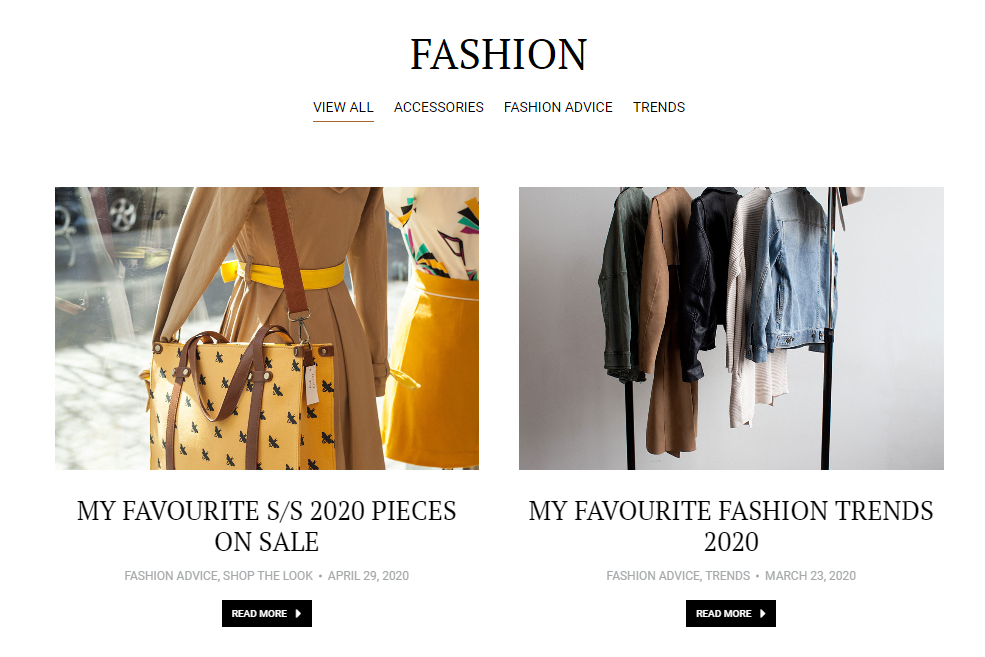 FASHION
VIEW ALL ACCESSORIES FASHION ADVICE TRENDS
MY FAVOURITE S/S 2020 PIECES
ON SALE
FASHION ADVICE, SHOP THE LOOK • APRIL 29, 2020
READ MORE
MY FAVOURITE FASHION TRENDS
2020
FASHION ADVICE, TRENDS • MARCH 23, 2020
READ MORE